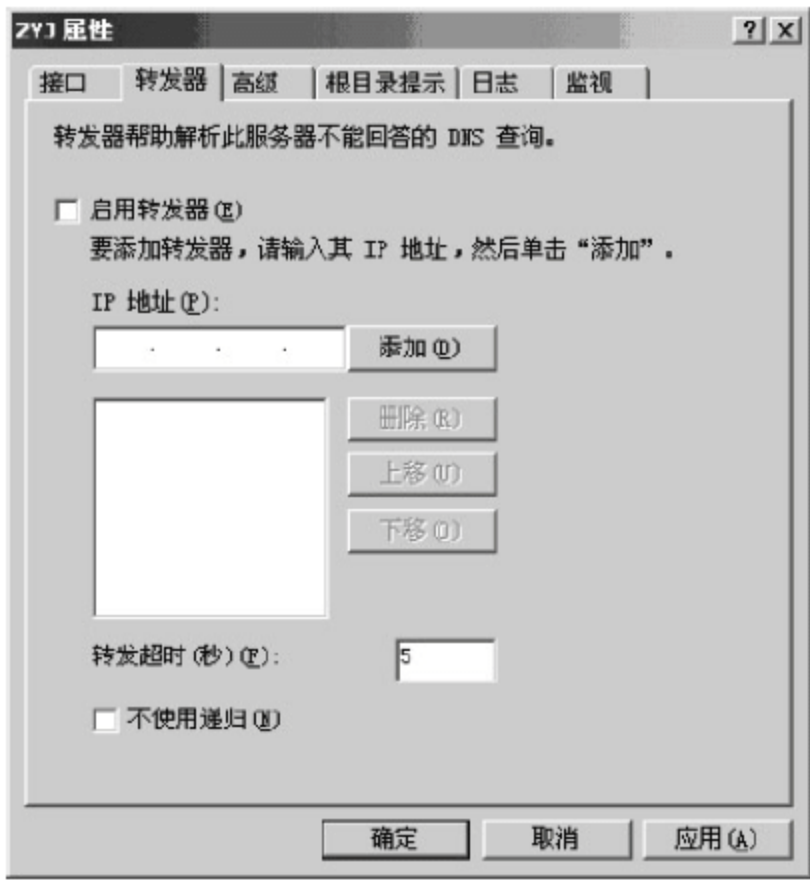 ZYJ 属性
接口 转发器 高级 根目录提示 日志 监视
转发器帮助解析此服务器不能回答的 DNS 查询。
启用转发器(E)
要添加转发器，请输入其 IP 地址，然后单击“添加”。
IP 地址(P):
添加(D)
删除(R)
上移(U)
下移(O)
转发超时(秒)(F): 5
不使用递归(N)
确定 取消 应用(A)